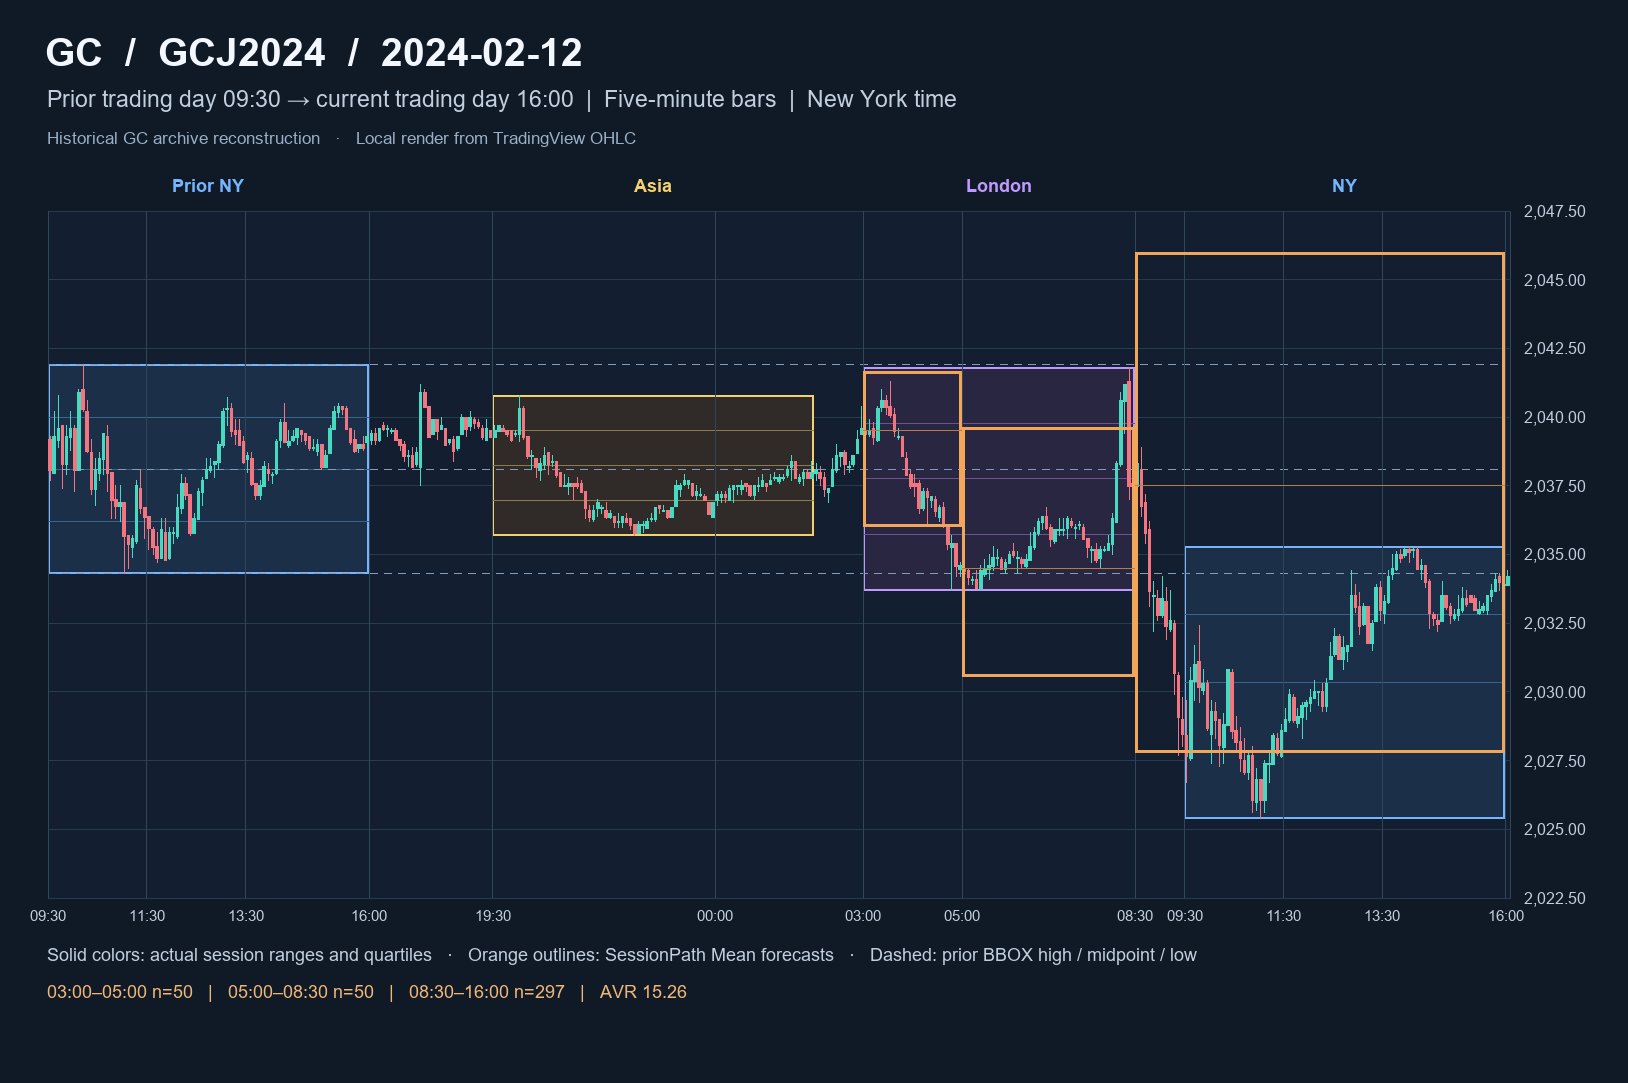 GC / GCJ2024 / 2024-02-12
Prior trading day 09:30 → current trading day 16:00 | Five-minute bars | New York time
Historical GC archive reconstruction · Local render from TradingView OHLC
Prior NY Asia London NY
2,047.50
2,045.00
2,042.50
2,040.00
2,037.50
2,035.00
2,032.50
2,030.00
2,027.50
2,025.00
2,022.50
09:30 11:30 13:30 16:00 19:30 00:00 03:00 05:00 08:30 09:30 11:30 13:30 16:00
Solid colors: actual session ranges and quartiles · Orange outlines: SessionPath Mean forecasts · Dashed: prior BBOX high / midpoint / low
03:00–05:00 n=50 | 05:00–08:30 n=50 | 08:30–16:00 n=297 | AVR 15.26